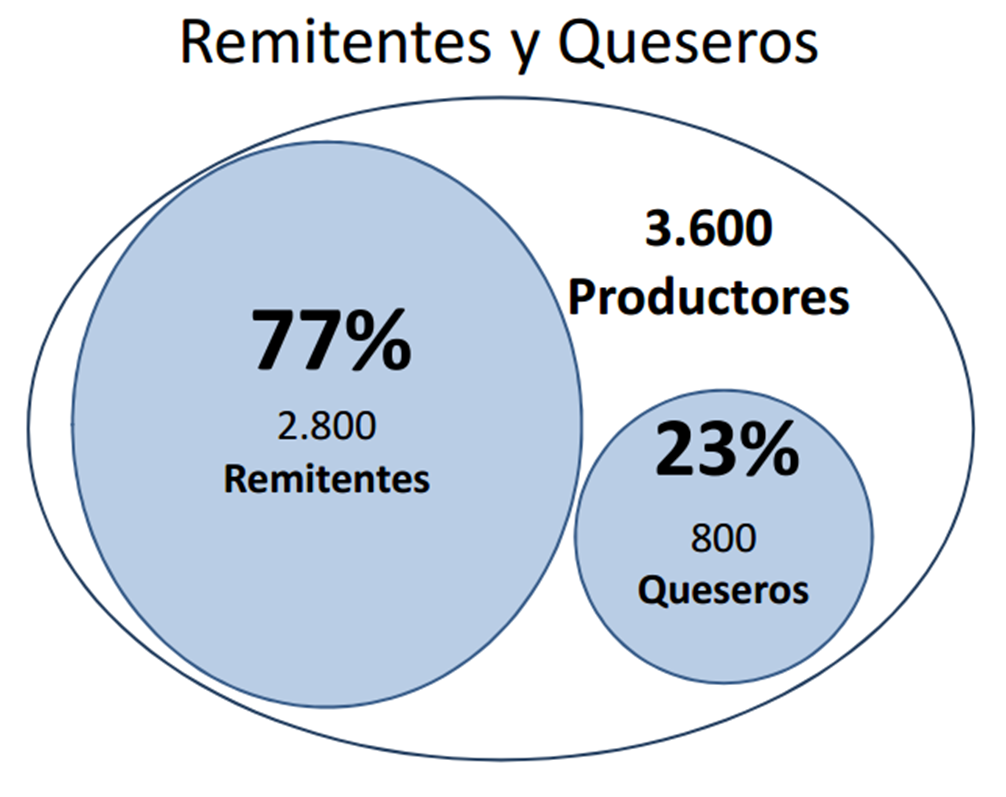 Remitentes y Queseros
3.600
Productores
77%
2.800
Remitentes
23%
800
Queseros